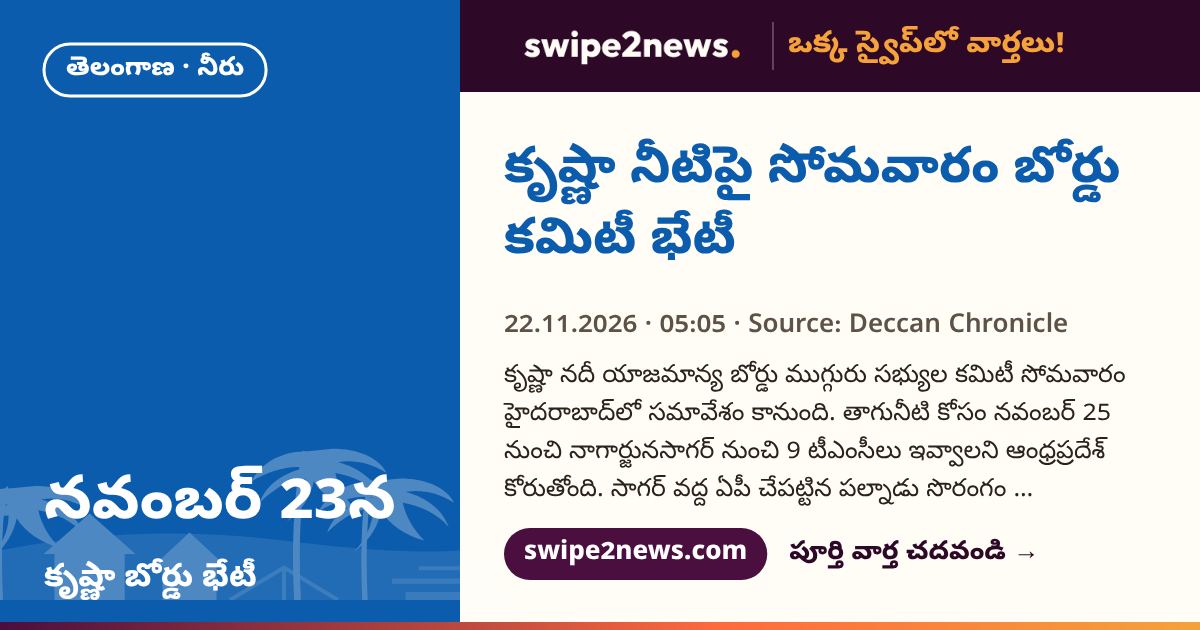 తెలంగాణ · నీరు
నవంబర్ 23న
కృష్ణా బోర్డు భేటీ
swipe2news.
ఒక్క స్వైప్‌లో వార్తలు!
కృష్ణా నీటిపై సోమవారం బోర్డు
కమిటీ భేటీ
22.11.2026 · 05:05 · Source: Deccan Chronicle
కృష్ణా నదీ యాజమాన్య బోర్డు ముగ్గురు సభ్యుల కమిటీ సోమవారం
హైదరాబాద్‌లో సమావేశం కానుంది. తాగునీటి కోసం నవంబర్ 25
నుంచి నాగార్జునసాగర్ నుంచి 9 టీఎంసీలు ఇవ్వాలని ఆంధ్రప్రదేశ్
కోరుతోంది. సాగర్ వద్ద ఏపీ చేపట్టిన పల్నాడు సొరంగం ...
swipe2news.com
పూర్తి వార్త చదవండి →